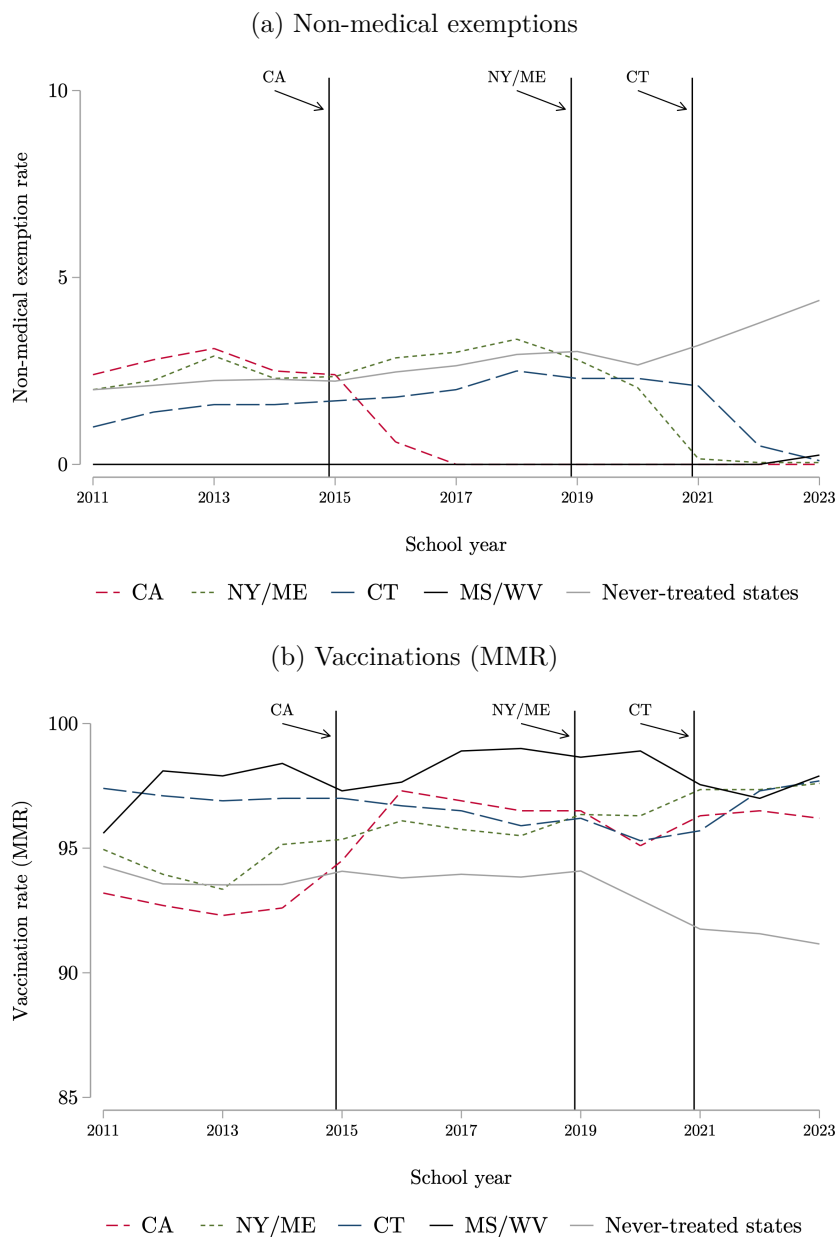 (a) Non-medical exemptions
CA
NY/ME
CT
10
5
0
Non-medical exemption rate
2011
2013
2015
2017
2019
2021
2023
School year
CA
NY/ME
CT
MS/WV
Never-treated states
(b) Vaccinations (MMR)
CA
NY/ME
CT
100
95
90
85
Vaccination rate (MMR)
2011
2013
2015
2017
2019
2021
2023
School year
CA
NY/ME
CT
MS/WV
Never-treated states